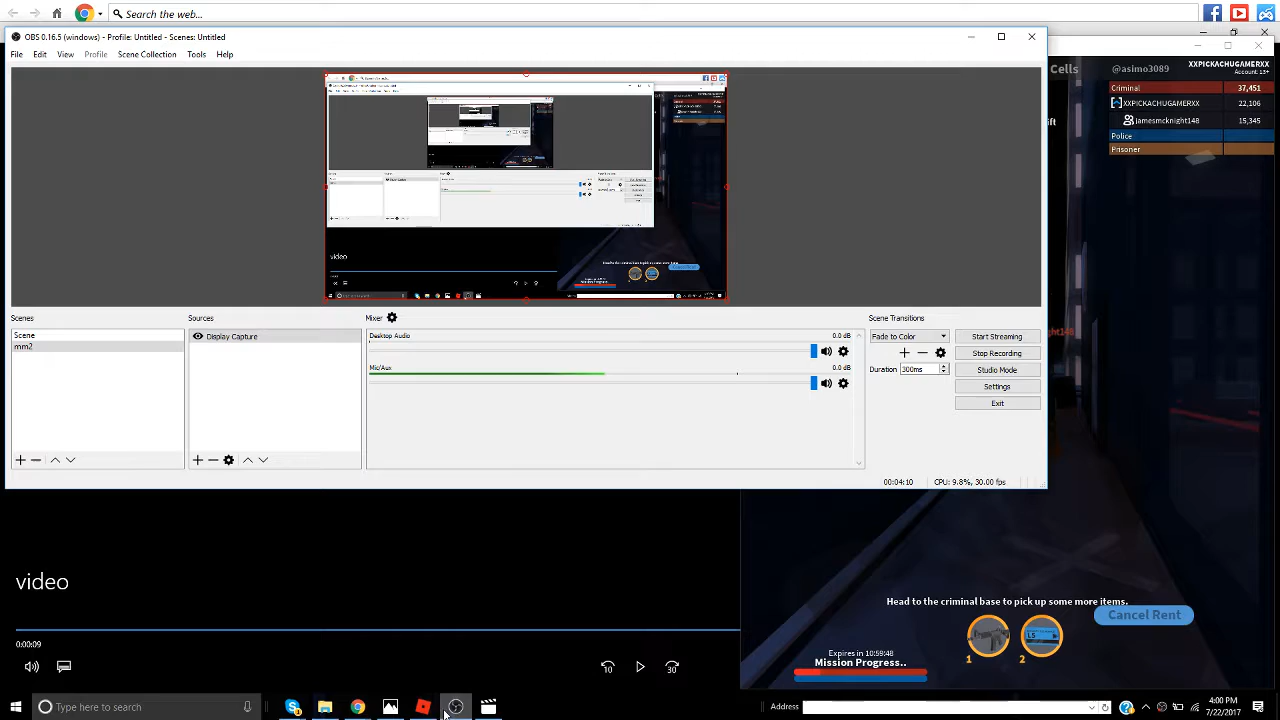 Search the web...
OBS 0.16.5 (windows) - Profile: Untitled - Scenes: Untitled
File Edit View Profile Scene Collection Tools Help
Cells @asimo3089 XXPICKACHUGAMERXX
Account: 13+
Criminal 37,451
22,106
jamesmcknight148 15,345
Police
Prisoner
video
Scenes Sources Mixer Scene Transitions
Scene
mm2
Display Capture
Desktop Audio 0.0 dB
Mic/Aux 0.0 dB
Fade to Color
Duration 300ms
Start Streaming
Stop Recording
Studio Mode
Settings
Exit
00:04:10 CPU: 9.8%, 30.00 fps
video
0:00:09
10 30
Head to the criminal base to pick up some more items.
Cancel Rent
1 2
Expires in 10:59:48
Mission Progress..
Type here to search
Address
4:00 PM
7/22/2017